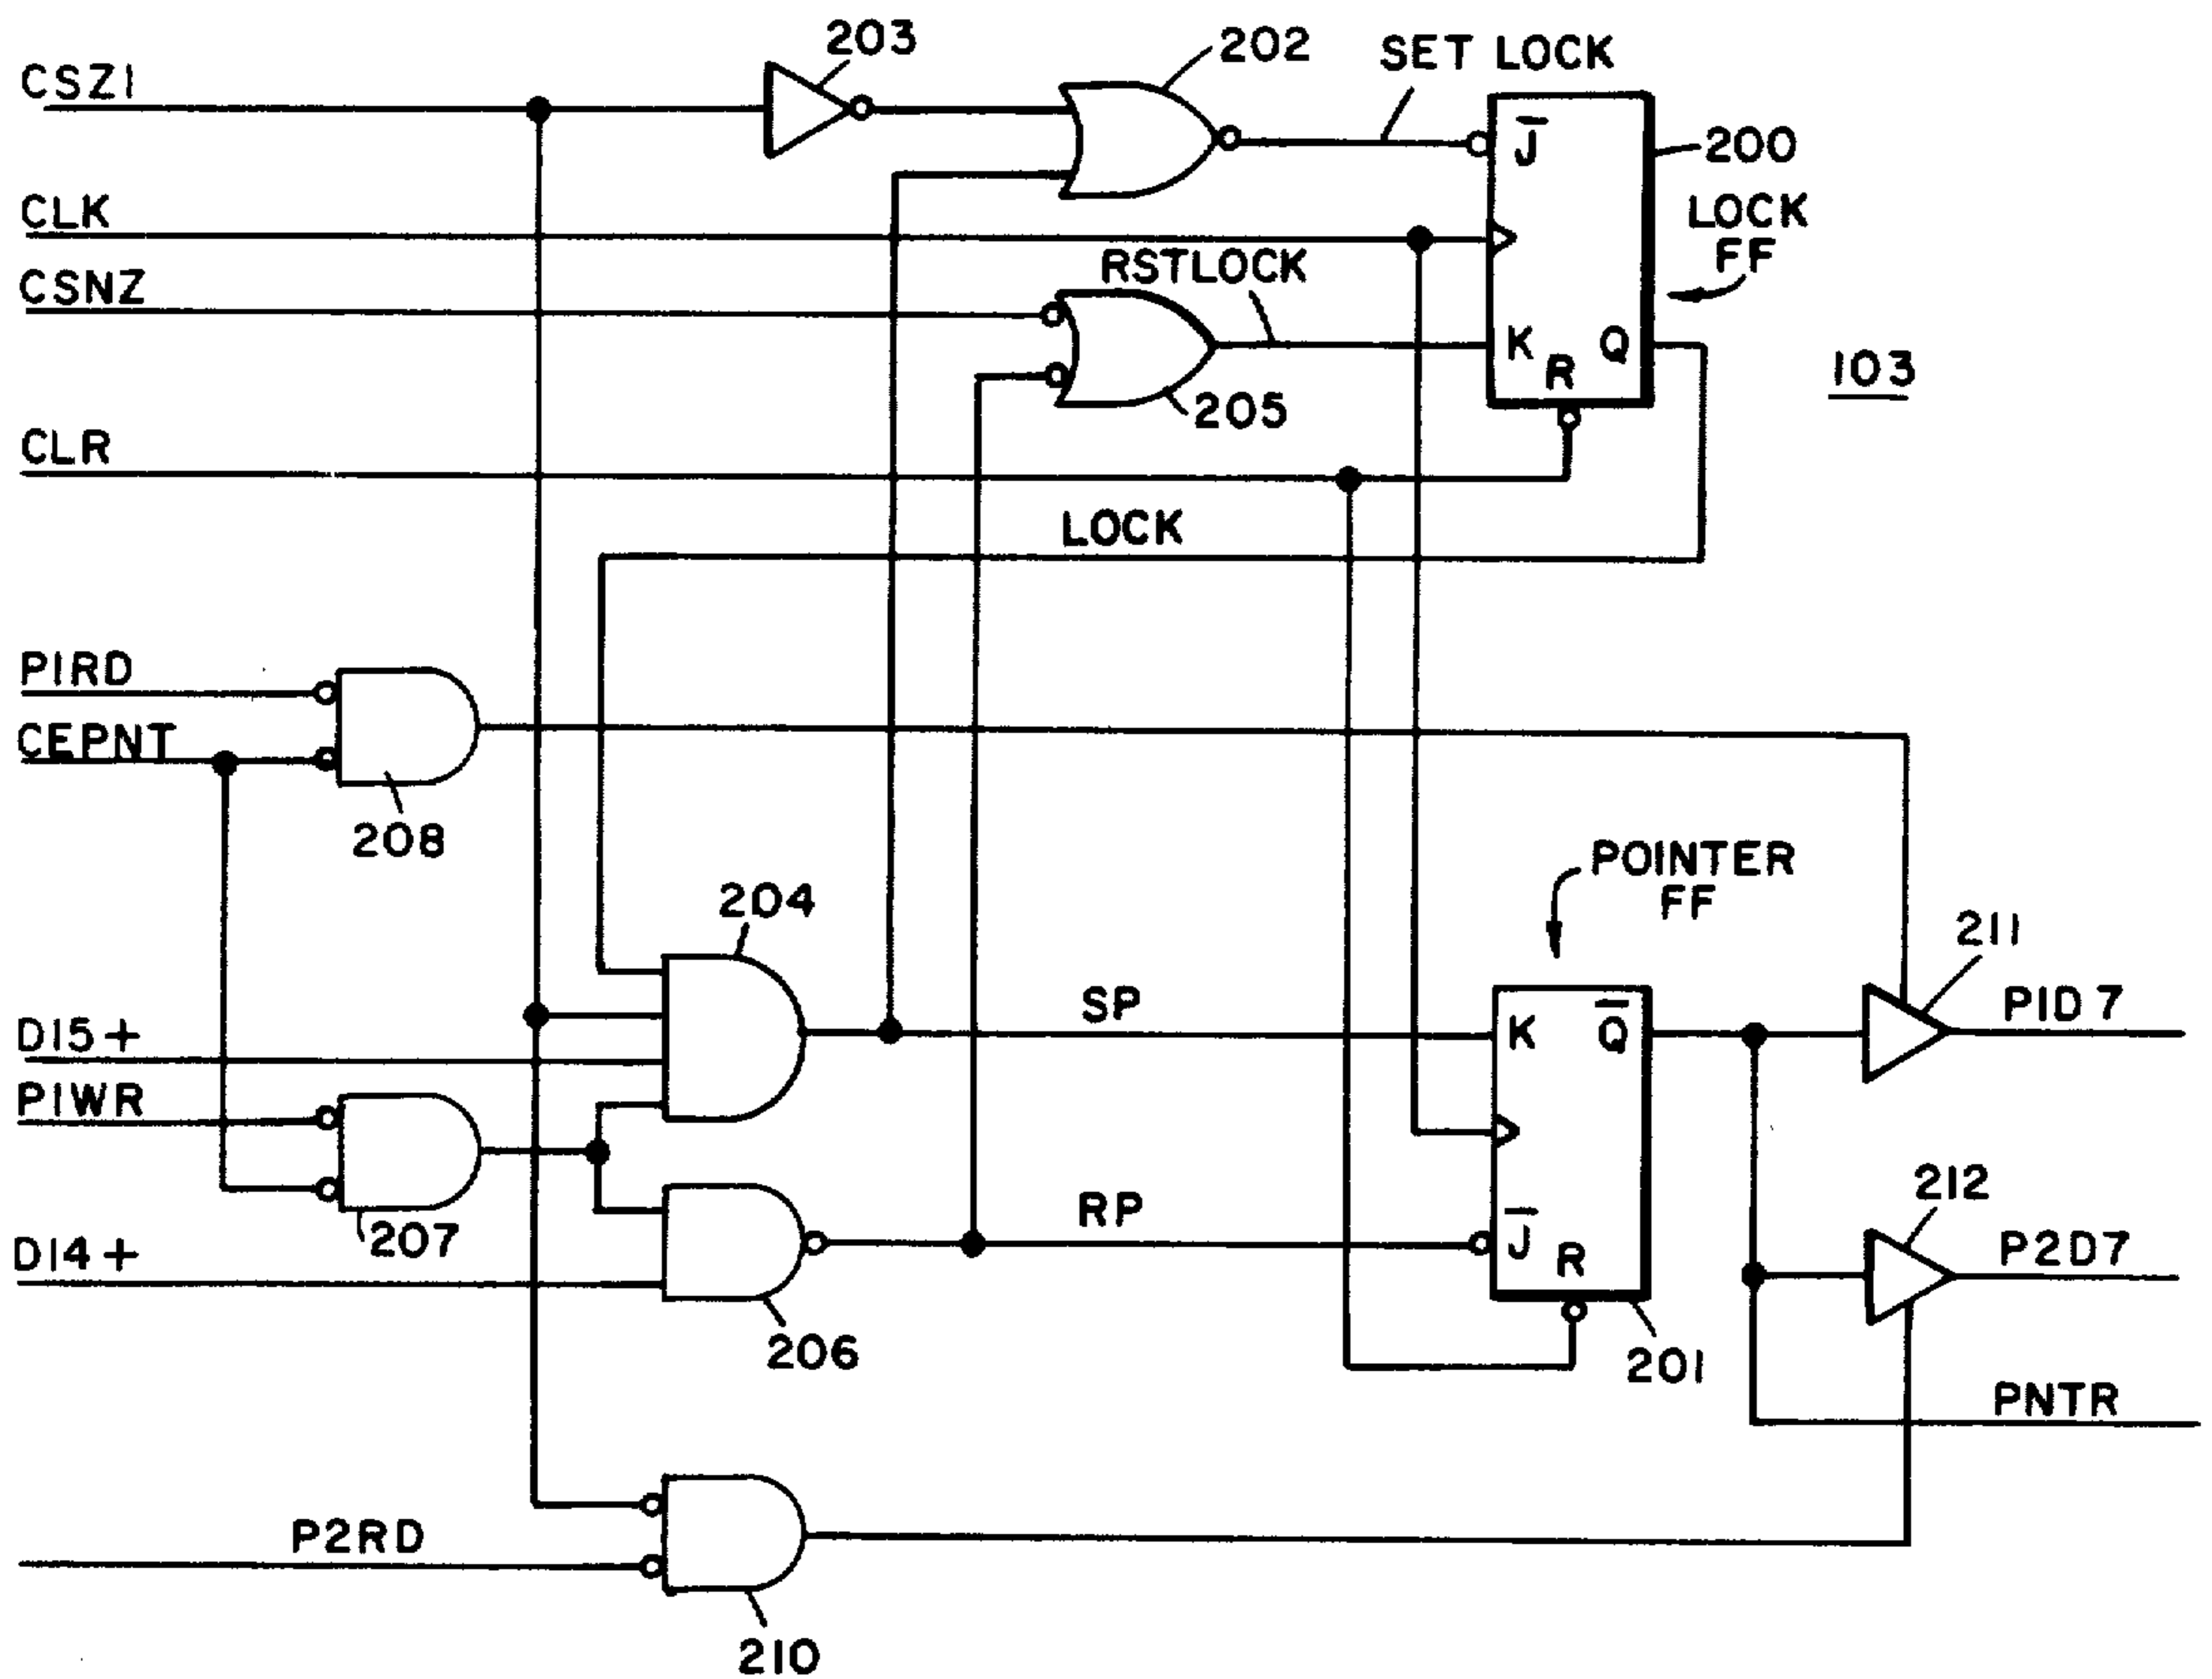 203
202
SET LOCK
CSZ1
J
200
CLK
LOCK
FF
RSTLOCK
CSNZ
K
R
Q
103
205
CLR
LOCK
P1RD
CEPNT
208
POINTER
FF
204
211
SP
K
Q
P1D7
D15+
P1WR
212
RP
J
P2D7
207
D14+
R
206
201
PNTR
P2RD
210